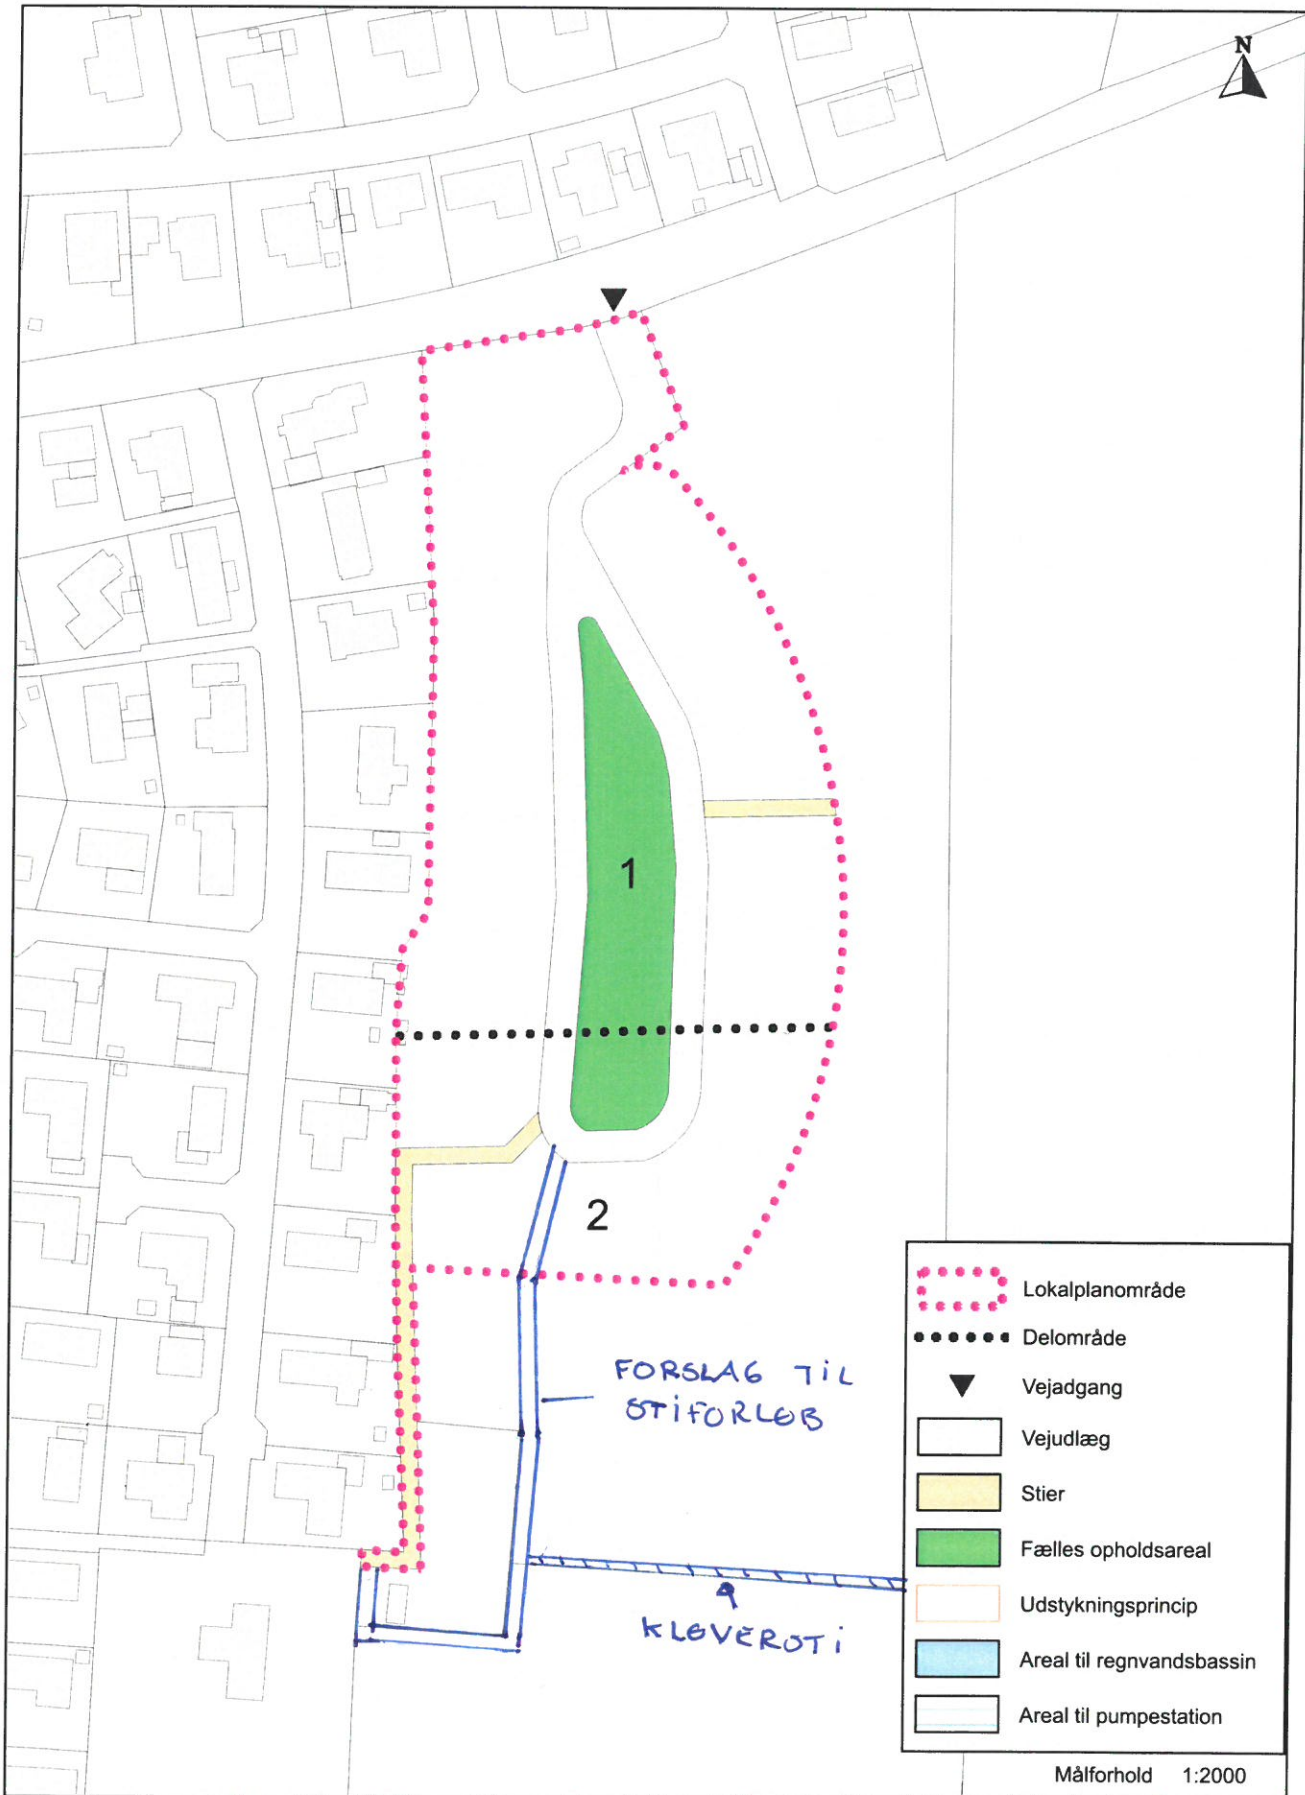 N
1
2
FORSLAG TIL
STIFORLØB
KLØVERSTI
Lokalplanområde
Delområde
Vejadgang
Vejudlæg
Stier
Fælles opholdsareal
Udstykningsprincip
Areal til regnvandsbassin
Areal til pumpestation
Målforhold 1:2000